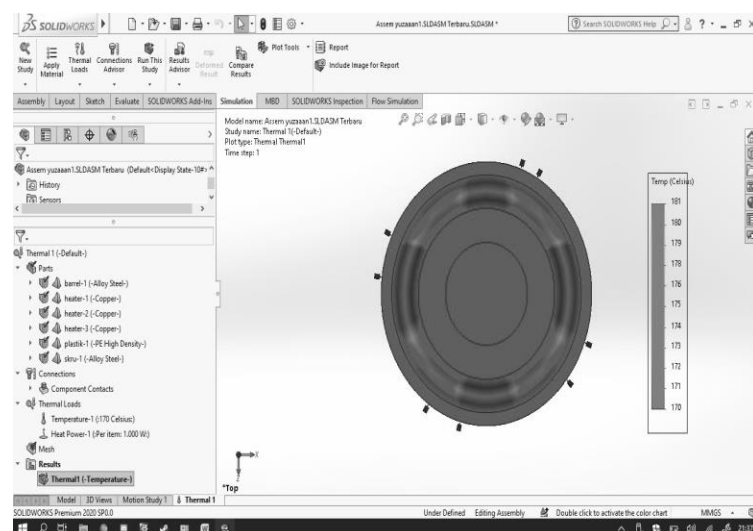 SOLIDWORKS
Assem yuzaaan1.SLDASM Terbaru.SLDASM *
Search SOLIDWORKS Help
New Study
Apply Material
Thermal Loads
Connections Advisor
Run This Study
Results Advisor
Deformed Result
Compare Results
Plot Tools
Report
Include Image for Report
Assembly Layout Sketch Evaluate SOLIDWORKS Add-Ins Simulation MBD SOLIDWORKS Inspection Flow Simulation
Model name: Assem yuzaaan1.SLDASM Terbaru
Study name: Thermal 1(-Default-)
Plot type: Thermal Thermal1
Time step: 1
Assem yuzaaan1.SLDASM Terbaru (Default<Display State-10#>)
History
Sensors
Thermal 1 (-Default-)
Parts
barrel-1 (-Alloy Steel-)
heater-1 (-Copper-)
heater-2 (-Copper-)
heater-3 (-Copper-)
plastik-1 (-PE High Density-)
skru-1 (-Alloy Steel-)
Connections
Component Contacts
Thermal Loads
Temperature-1 (:170 Celsius:)
Heat Power-1 (:Per item: 1.000 W:)
Mesh
Results
Thermal1 (-Temperature-)
Temp (Celsius)
181
180
179
178
177
176
175
174
173
172
171
170
X
Z
*Top
Model 3D Views Motion Study 1 Thermal 1
SOLIDWORKS Premium 2020 SP0.0
Under Defined Editing Assembly Double click to activate the color chart MMGS